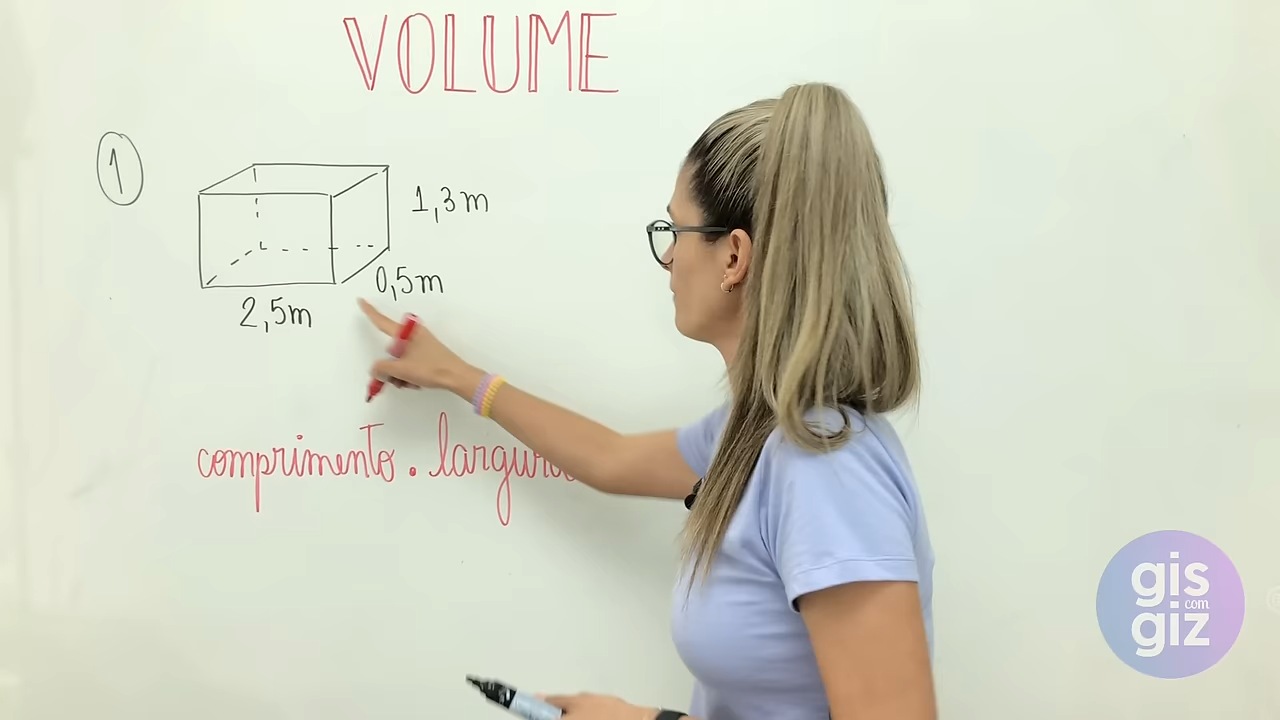 VOLUME
1
1,3m
0,5m
2,5m
comprimento . largura
gis
com
giz